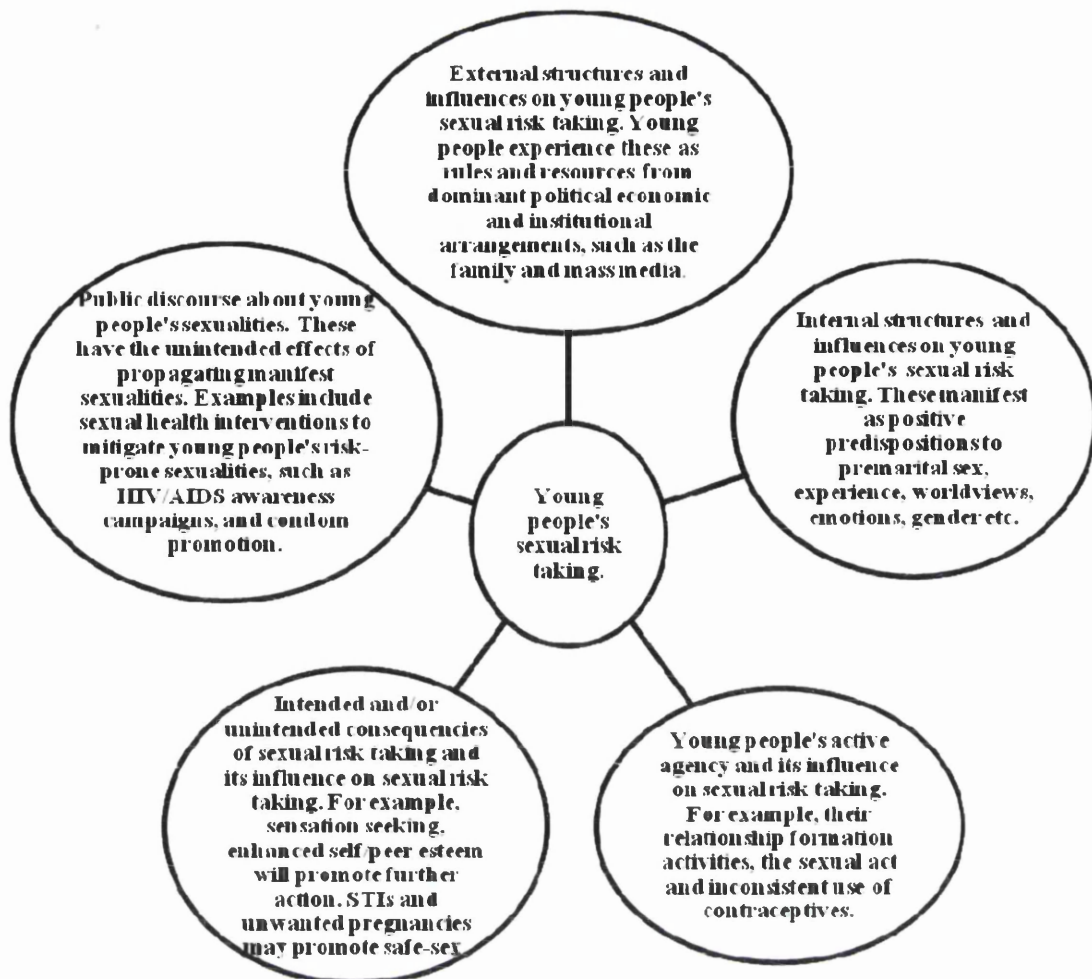 External structures and
influences on young people's
sexual risk taking. Young
people experience these as
rules and resources from
dominant political economic
and institutional
arrangements, such as the
family and mass media.
Public discourse about young
people's sexualities. These
have the unintended effects of
propagating manifest
sexualities. Examples include
sexual health interventions to
mitigate young people's risk-
prone sexualities, such as
HIV/AIDS awareness
campaigns, and condom
promotion.
Internal structures and
influences on young
people's sexual risk
taking. These manifest
as positive
predispositions to
premarital sex,
experience, worldviews,
emotions, gender etc.
Young
people's
sexual risk
taking.
Intended and/or
unintended consequencies
of sexual risk taking and
its influence on sexual risk
taking. For example,
sensation seeking,
enhanced self/peer esteem
will promote further
action. STIs and
unwanted pregnancies
may promote safe-sex
Young people's active
agency and its influence
on sexual risk taking.
For example, their
relationship formation
activities, the sexual act
and inconsistent use of
contraceptives.